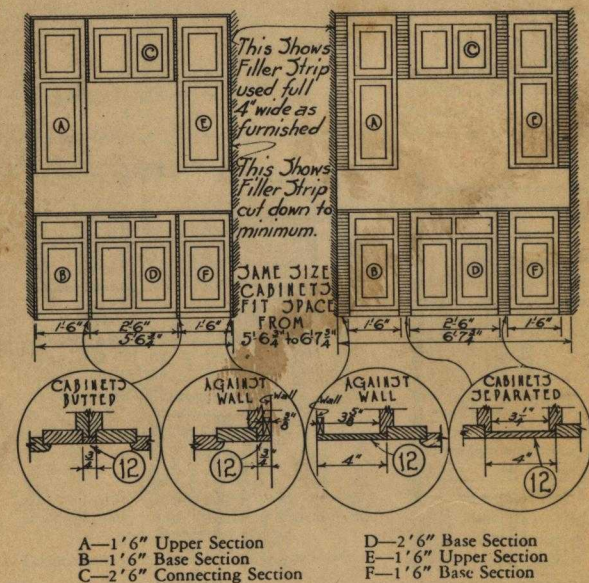 This Shows
Filler Strip
used full
4" wide as
furnished
This Shows
Filler Strip
cut down to
minimum.
SAME SIZE
CABINETS
FIT SPACE
FROM
5'6¾" to 6'7¾"
A
C
E
B
D
F
1'6"
2'6"
1'6"
5'6¾"
A
C
E
B
D
F
1'6"
2'6"
1'6"
6'7¾"
CABINETS
BUTTED
12
AGAINST
WALL
Wall
12
AGAINST
WALL
Wall
3⅝"
4"
12
CABINETS
SEPARATED
3¼"
4"
12
A—1'6" Upper Section
B—1'6" Base Section
C—2'6" Connecting Section
D—2'6" Base Section
E—1'6" Upper Section
F—1'6" Base Section